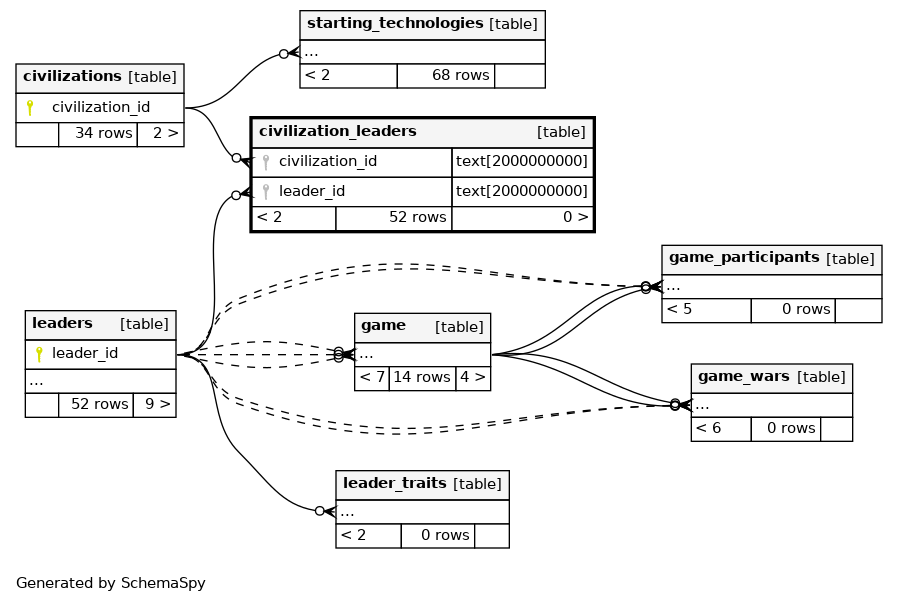 starting_technologies [table]
...
< 2 68 rows
civilizations [table]
civilization_id
34 rows 2 >
civilization_leaders [table]
civilization_id text[2000000000]
leader_id text[2000000000]
< 2 52 rows 0 >
game_participants [table]
...
< 5 0 rows
leaders [table]
leader_id
...
52 rows 9 >
game [table]
...
< 7 14 rows 4 >
game_wars [table]
...
< 6 0 rows
leader_traits [table]
...
< 2 0 rows
Generated by SchemaSpy